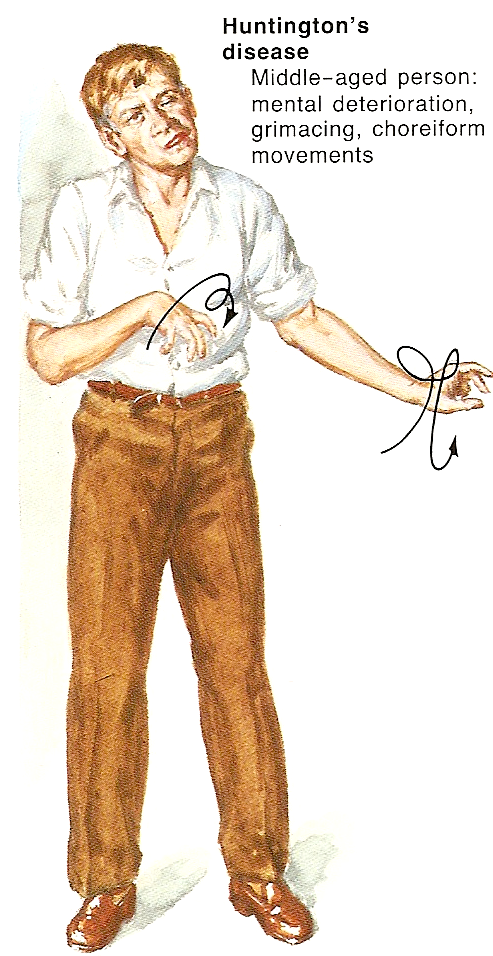 Huntington's
disease
Middle-aged person:
mental deterioration,
grimacing, choreiform
movements